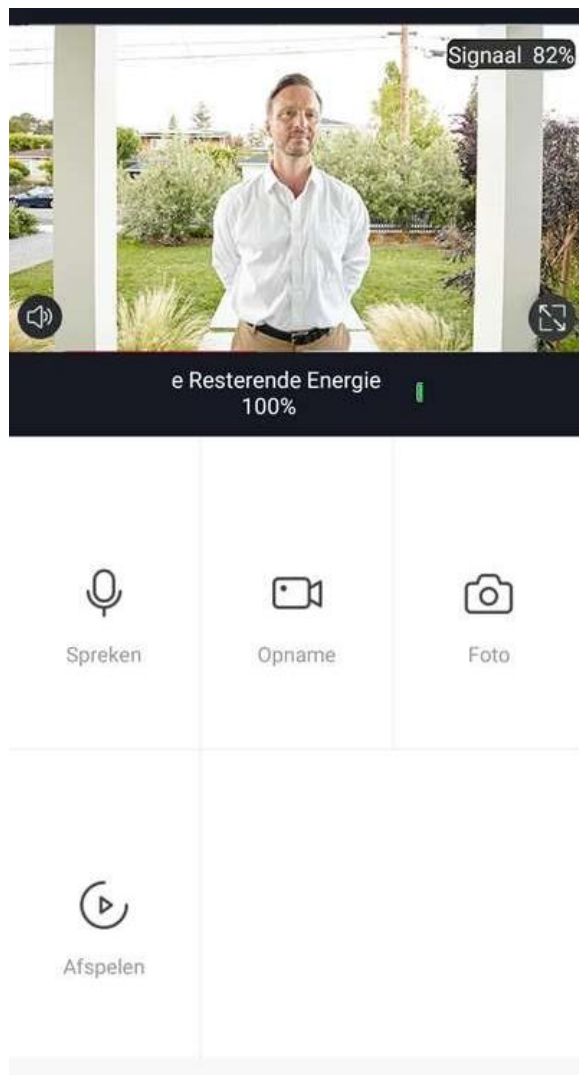 Signaal 82%
e Resterende Energie
100%
Spreken
Opname
Foto
Afspelen